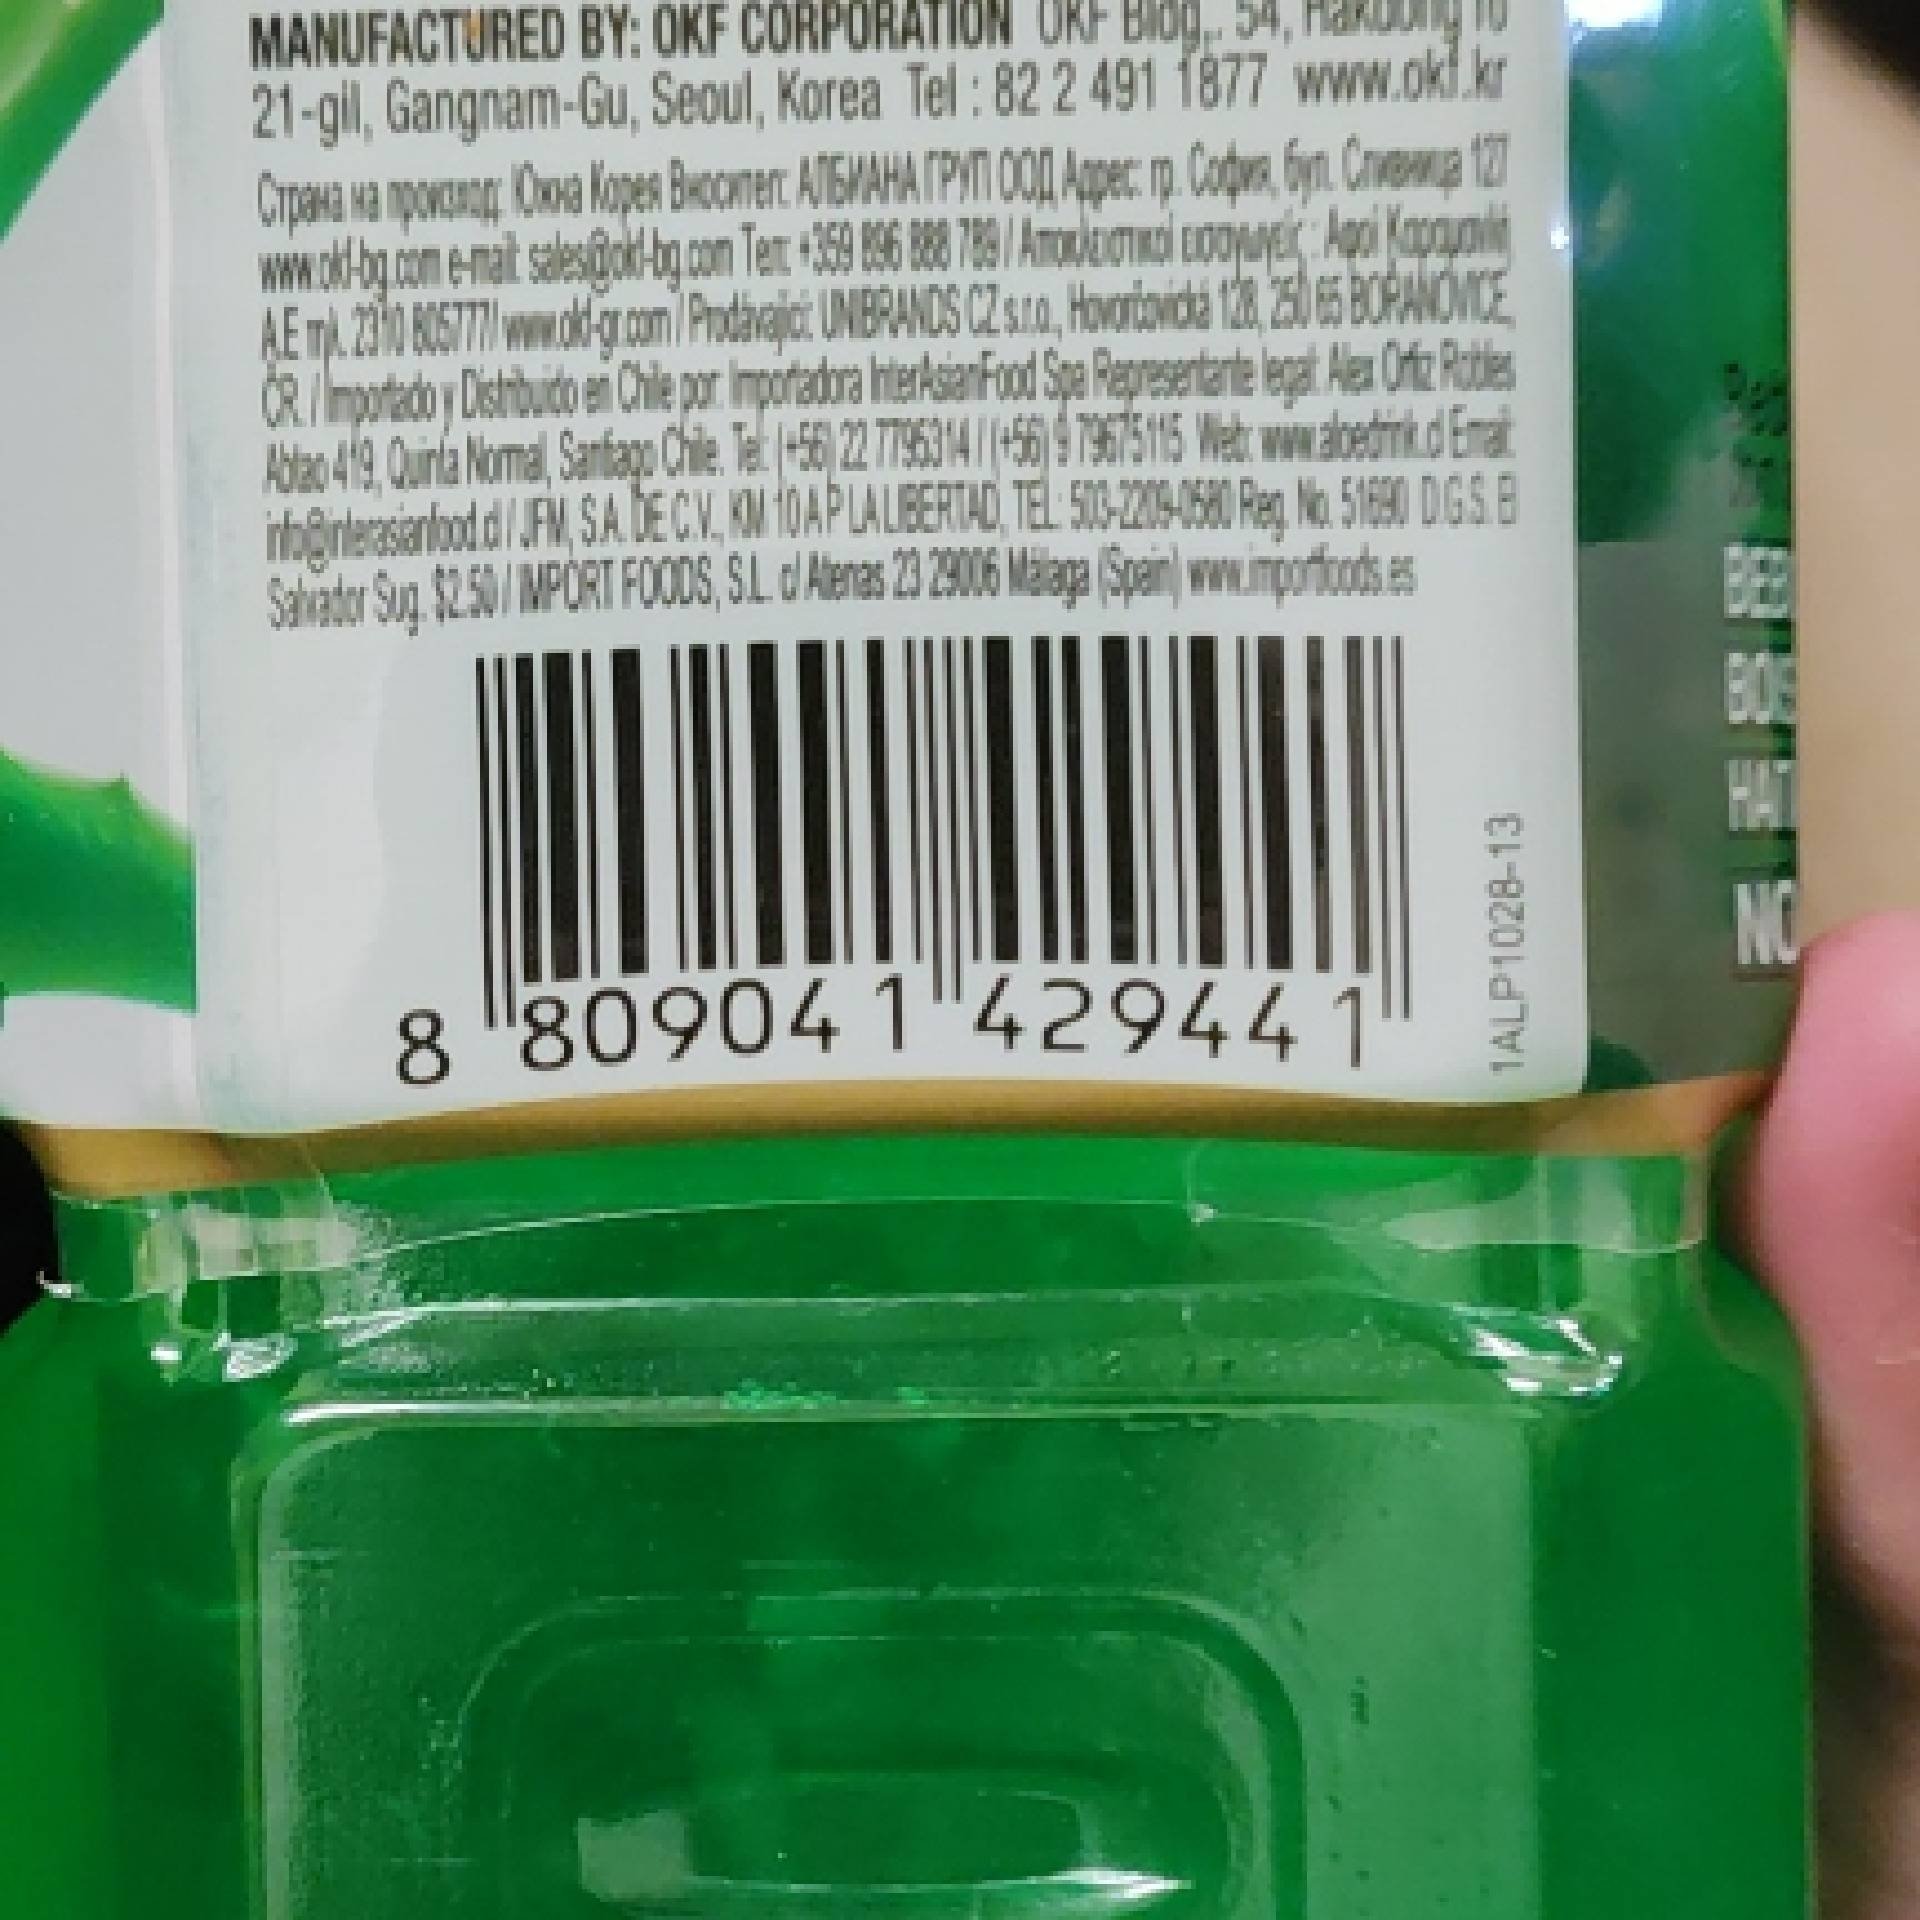 MANUFACTURED BY: OKF CORPORATION OKF Bldg,. 54, Hakdong ro
21-gil, Gangnam-Gu, Seoul, Korea Tel : 82 2 491 1877 www.okf.kr
Страна на произход: Южна Корея Вносител: АЛБИАНА ГРУП ООД Адрес: гр. София, бул. Сливница 127
www.okf-bg.com e-mail: sales@okf-bg.com Тел: +359 896 888 789 / Αποκλειστικοί εισαγωγείς : Αφοί Καραμανλή
A.E τηλ. 2310 805777/ www.okf-gr.com / Prodávající: UNIBRANDS CZ s.r.o., Hovorčovická 128, 250 65 BOŘANOVICE,
ČR. / Importado y Distribuido en Chile por: Importadora InterAsianFood Spa Representante legal: Alex Ortiz Robles
Abtao 419, Quinta Normal, Santiago Chile. Tel: (+56) 22 7795314 / (+56) 9 79675115 Web: www.aloedrink.cl Email:
info@interasianfood.cl / JFM, S.A. DE C.V., KM 10 A P LA LIBERTAD, TEL: 503-2209-0580 Reg. No. 51690 D.G.S. El
Salvador Sug. $2.50 / IMPORT FOODS, S.L. c/ Atenas 23 29006 Málaga (Spain) www.importfoods.es
8 809041 429441
1ALP1028-13
NO